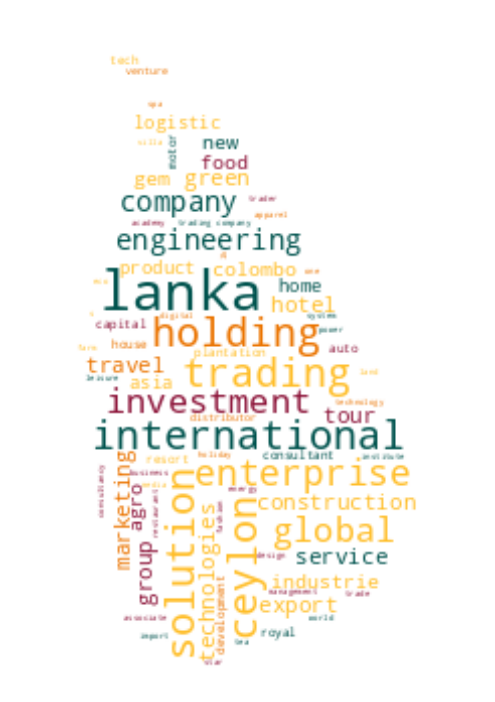 tech
venture
spa
logistic
villa
motor
new
food
gem
green
company
trader
apparel
academy
trading company
engineering
product
colombo
one
lanka
home
hotel
digital
system
capital
holding
power
house
auto
farm
plantation
travel
trading
land
leisure
asia
investment
technology
tour
distributor
international
marketing
resort
holiday
consultant
institute
consultancy
business
enterprise
media
agro
restaurant
solution
technologies
fashion
energy
ceylon
construction
global
group
design
service
development
industrie
management
trade
export
associate
world
import
royal
tea
star